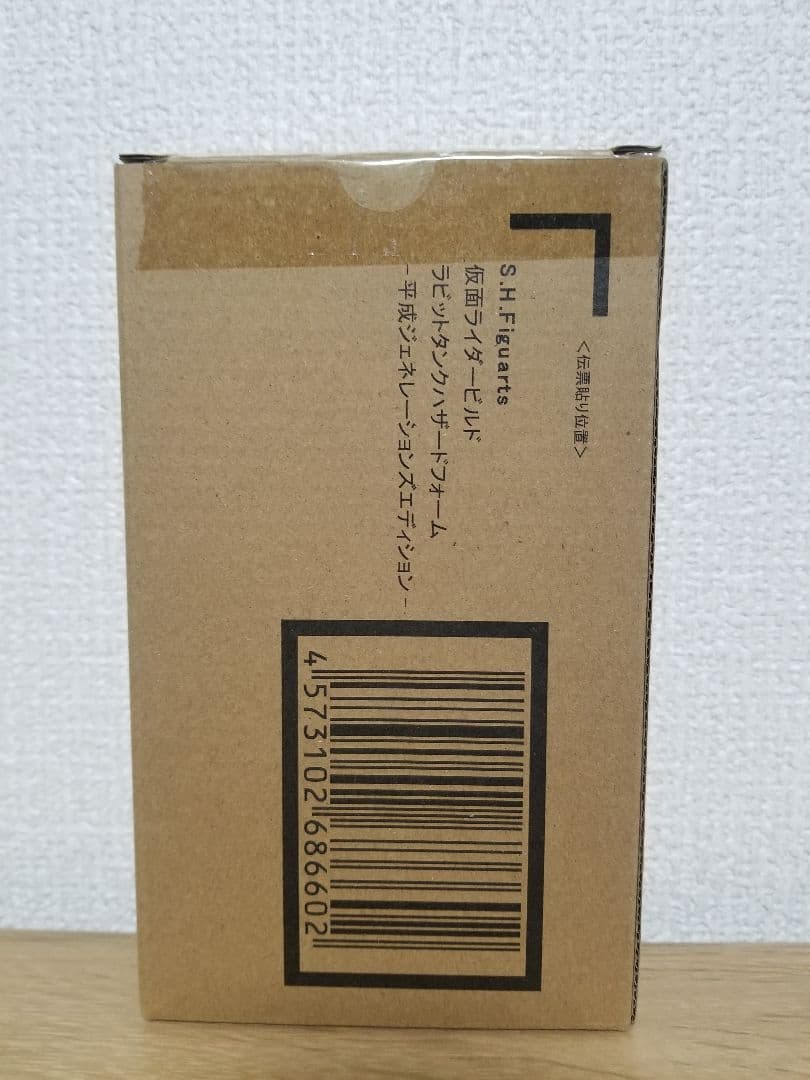 <伝票貼り位置>
S.H.Figuarts
仮面ライダービルド
ラビットタンクハザードフォーム
-平成ジェネレーションズエディション-
4573102686602